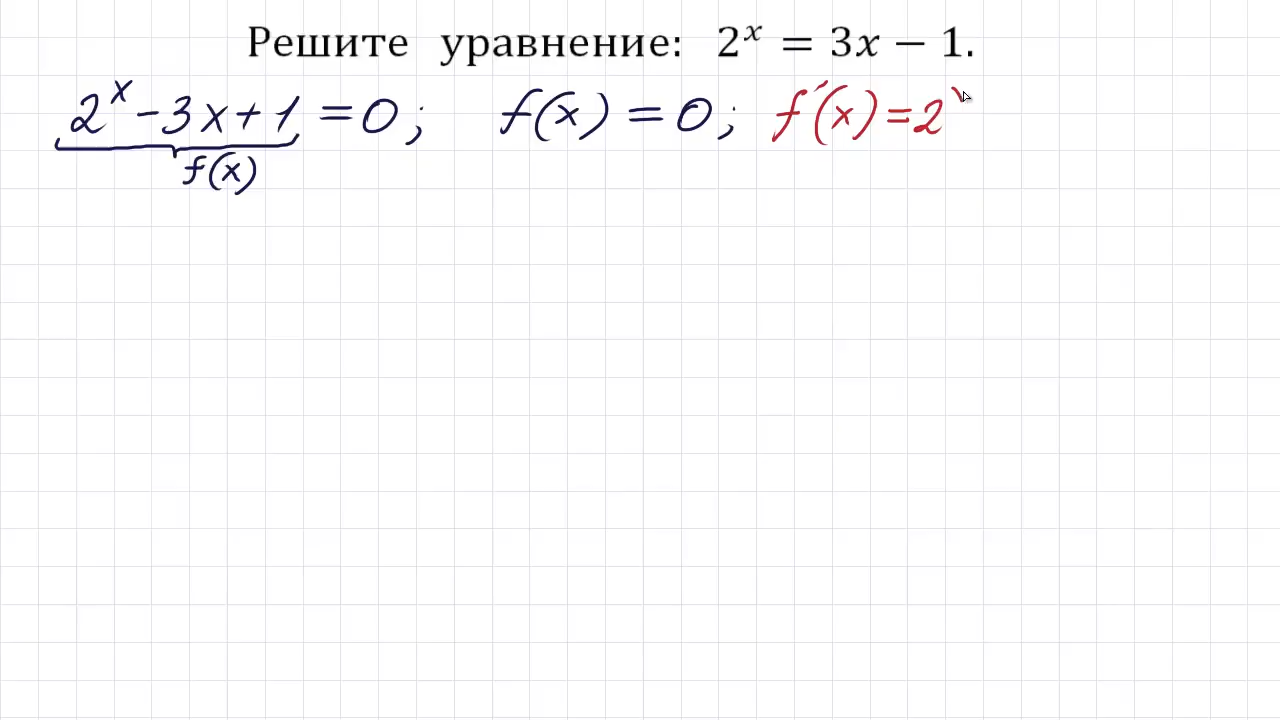 Решите уравнение: 2^x = 3x − 1.
2^x - 3x + 1 = 0; f(x) = 0; f'(x) = 2
f(x)